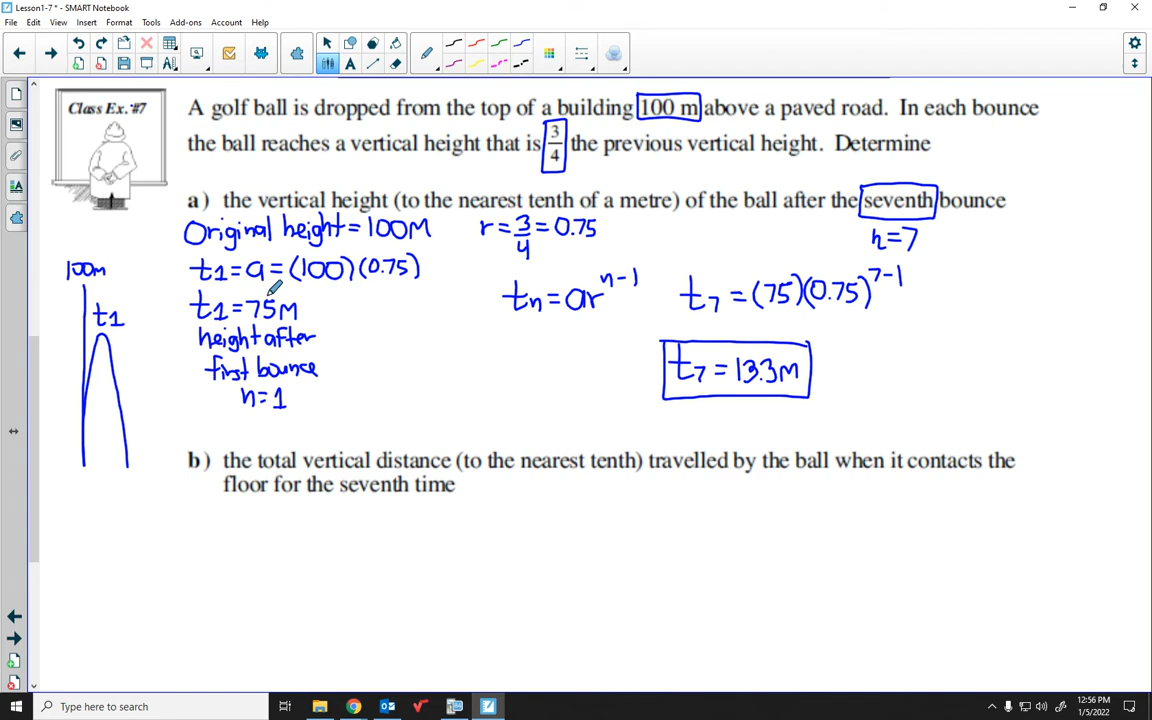 Lesson1-7 * - SMART Notebook
File Edit View Insert Format Tools Add-ons Account Help
Class Ex. #7
A golf ball is dropped from the top of a building 100 m above a paved road. In each bounce
the ball reaches a vertical height that is 3/4 the previous vertical height. Determine
a) the vertical height (to the nearest tenth of a metre) of the ball after the seventh bounce
Original height = 100M r = 3/4 = 0.75 n=7
100m t1 = a = (100)(0.75)
tn = ar^n-1 t7 = (75)(0.75)^7-1
t1 t1 = 75M
height after
first bounce t7 = 13.3M
n=1
b) the total vertical distance (to the nearest tenth) travelled by the ball when it contacts the
floor for the seventh time
Type here to search
12:56 PM
1/5/2022